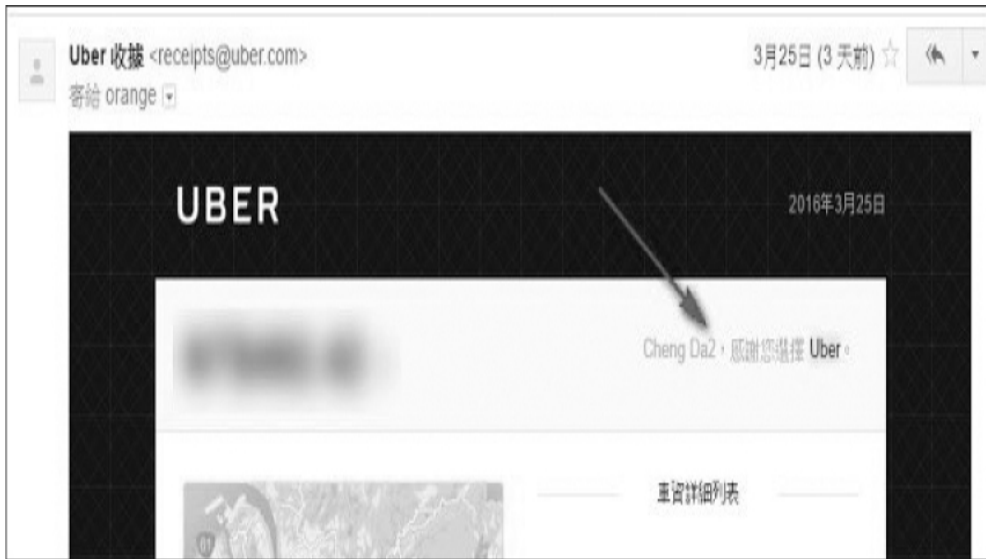 Uber 收據 <receipts@uber.com>
3月25日 (3 天前)
寄給 orange
UBER
2016年3月25日
Cheng Da2，感謝您選擇 Uber。
車資詳細列表